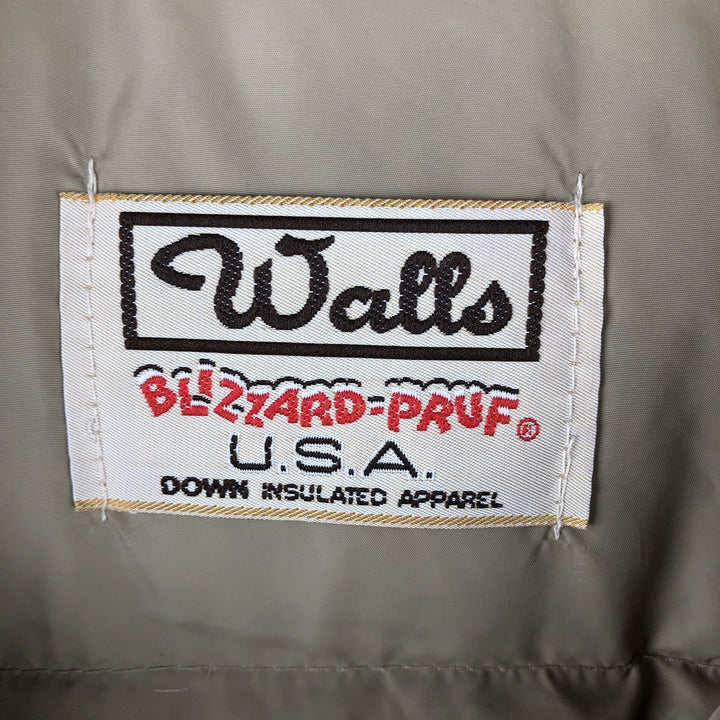 Walls
BLIZZARD-PRUF®
U.S.A.
DOWN INSULATED APPAREL